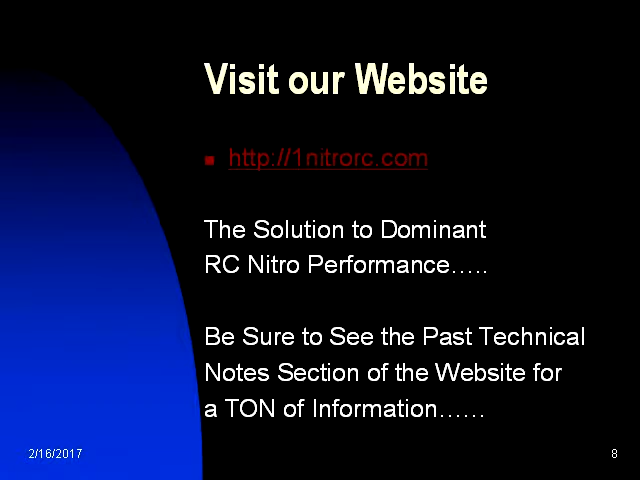 Visit our Website
http://1nitrorc.com
The Solution to Dominant
RC Nitro Performance…..
Be Sure to See the Past Technical
Notes Section of the Website for
a TON of Information……
2/16/2017
8